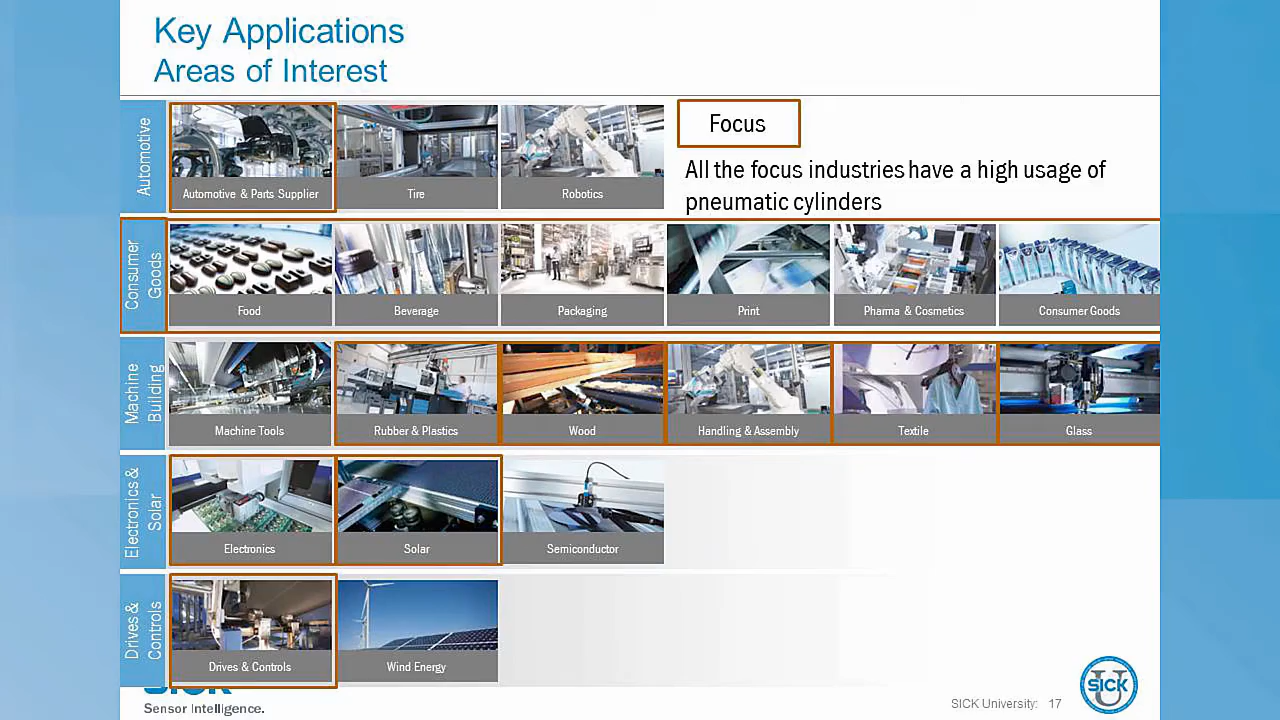 Key Applications
Areas of Interest
Automotive
Automotive & Parts Supplier
Tire
Robotics
Focus
All the focus industries have a high usage of
pneumatic cylinders
Consumer
Goods
Food
Beverage
Packaging
Print
Pharma & Cosmetics
Consumer Goods
Machine
Building
Machine Tools
Rubber & Plastics
Wood
Handling & Assembly
Textile
Glass
Electronics &
Solar
Electronics
Solar
Semiconductor
Drives &
Controls
Drives & Controls
Wind Energy
SICK
Sensor Intelligence.
SICK University: 17
SICK
U